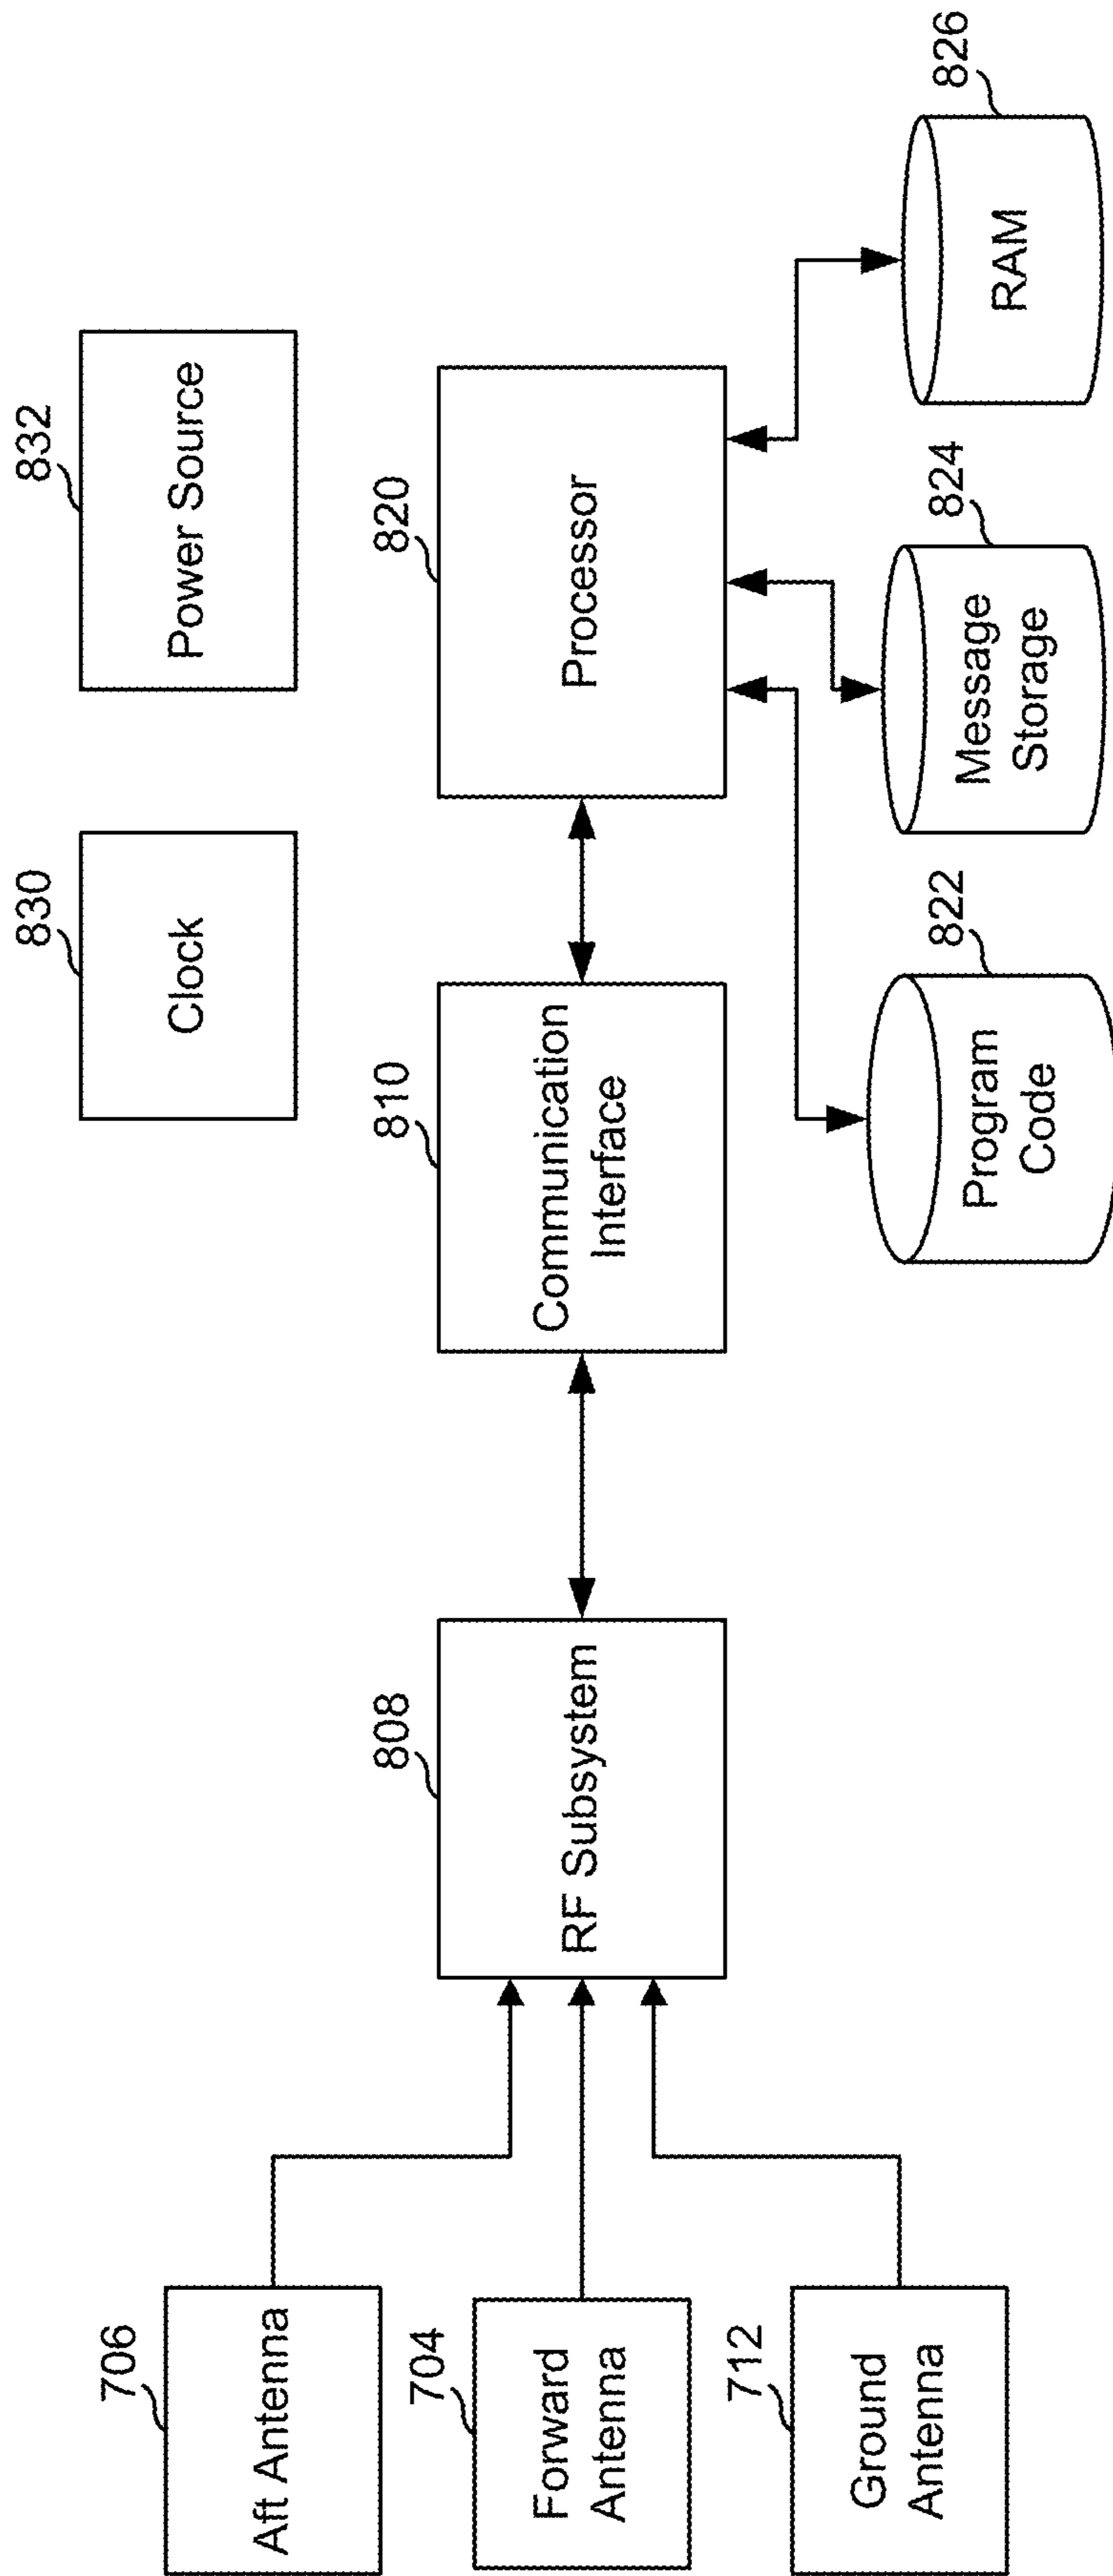 706
Aft Antenna
704
Forward
Antenna
712
Ground
Antenna
808
RF Subsystem
810
Communication
Interface
830
Clock
832
Power Source
820
Processor
822
Program
Code
824
Message
Storage
826
RAM